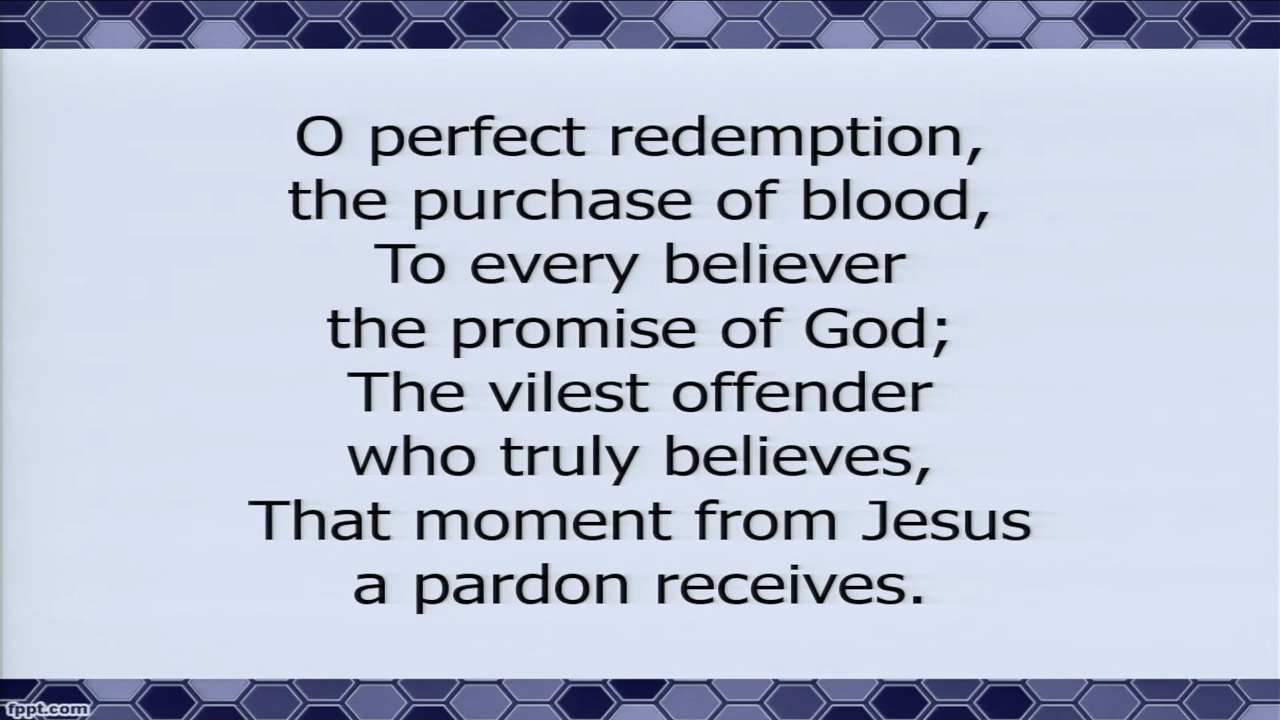 O perfect redemption,
the purchase of blood,
To every believer
the promise of God;
The vilest offender
who truly believes,
That moment from Jesus
a pardon receives.
fppt.com